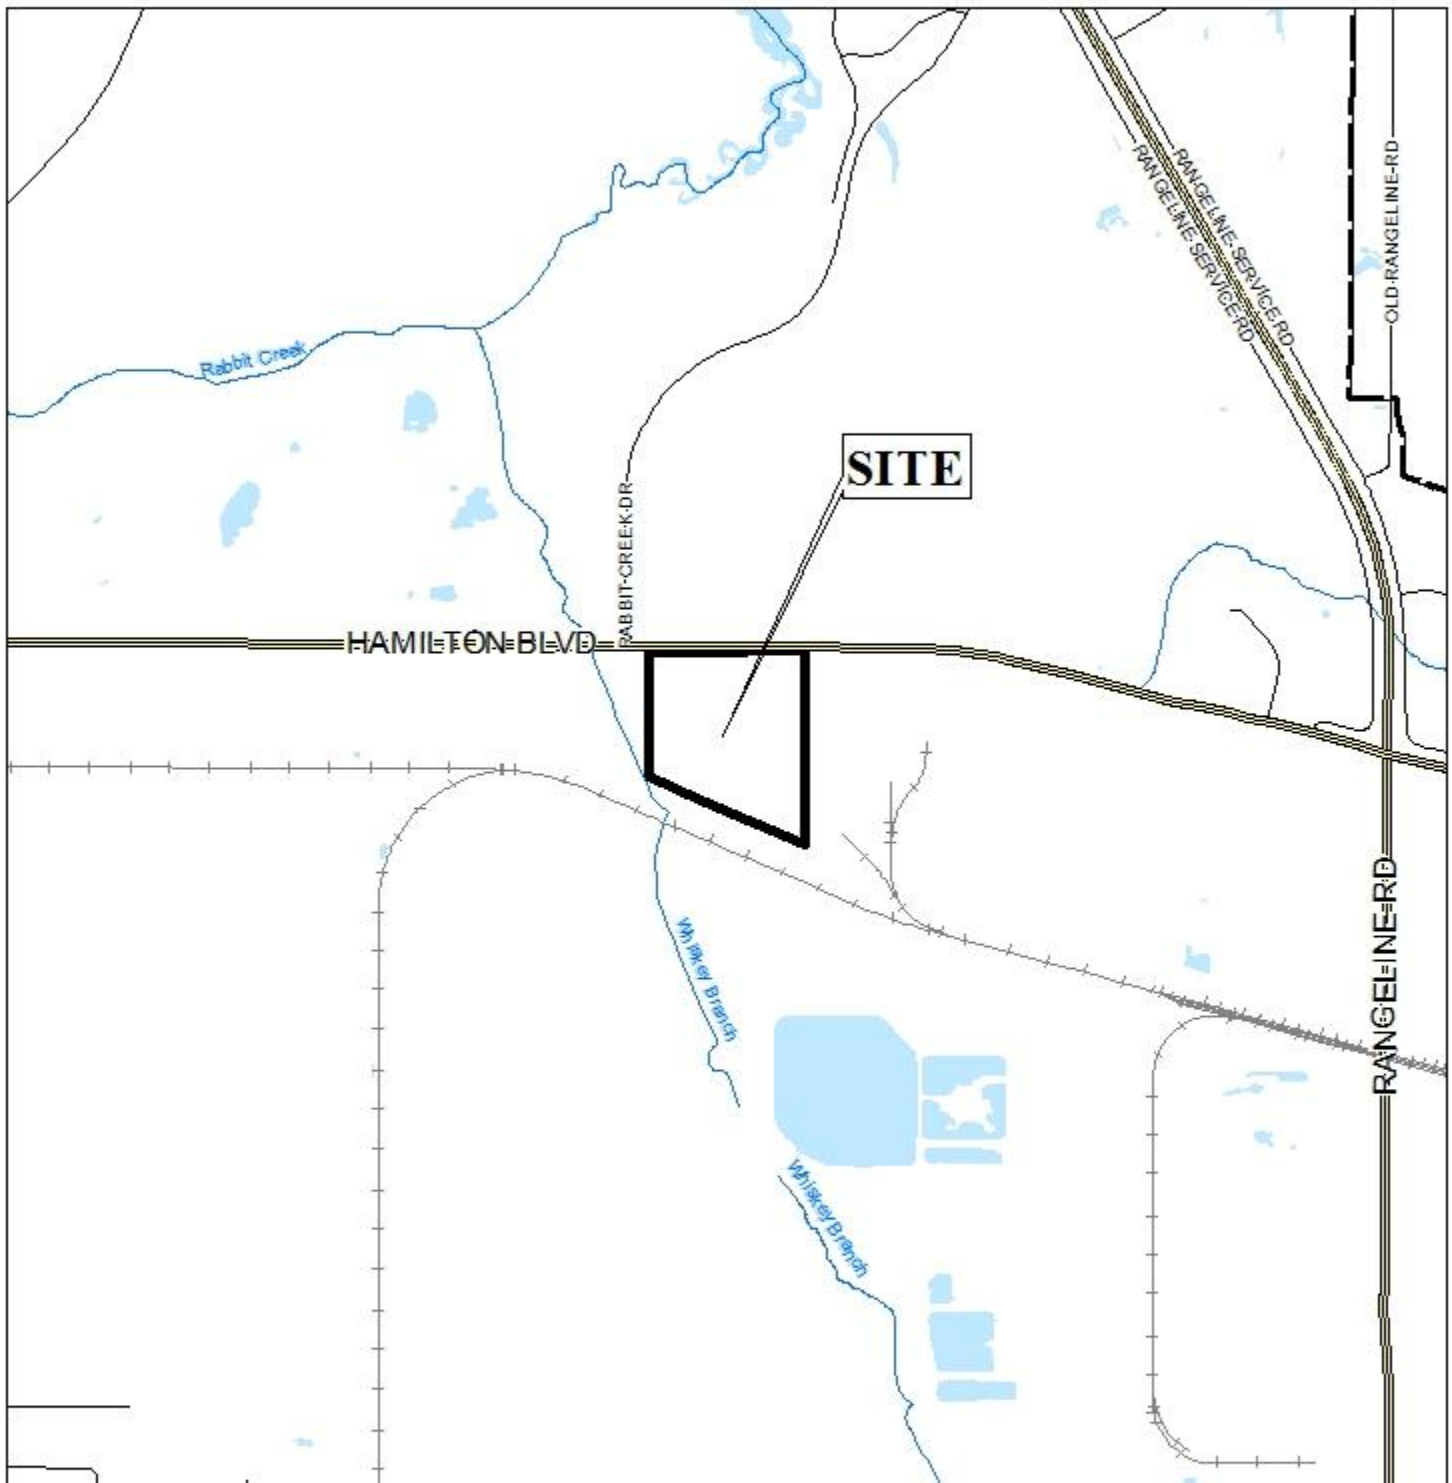 RANGELINE-SERVICE-RD
RANGELINE-SERVICE-RD
OLD-RANGELINE-RD
Rabbit Creek
SITE
RABBIT-CREEK-DR
HAMILTON-BLVD
RANGELINE-RD
Whiskey Branch
Whiskey Branch